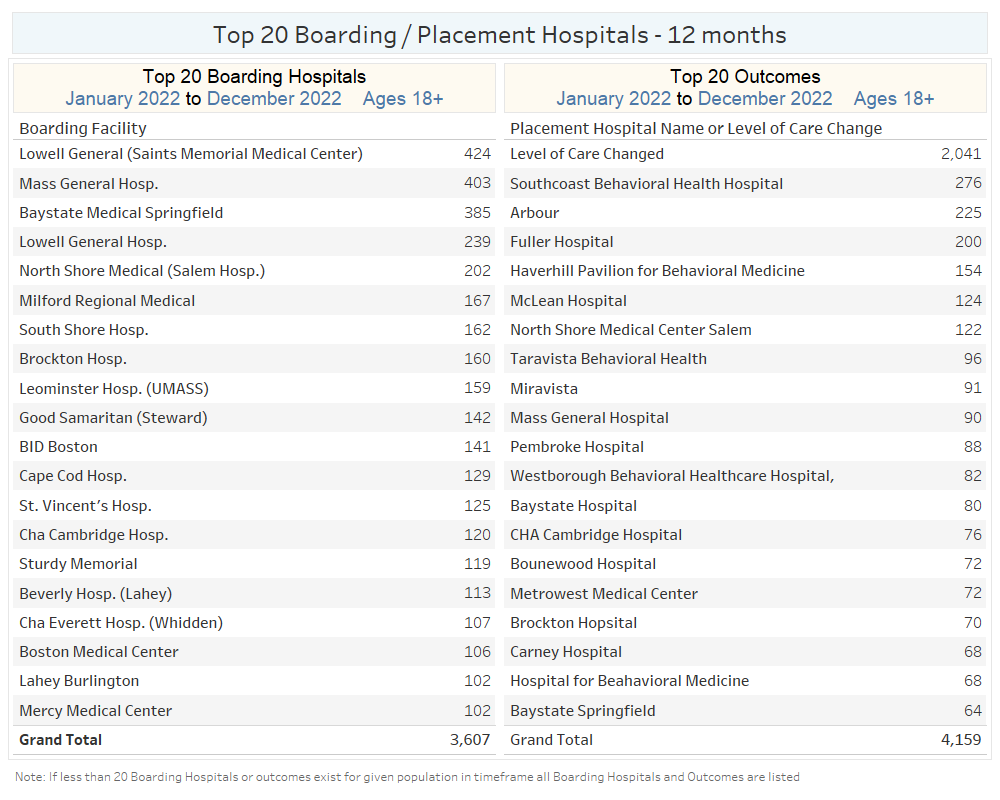 Top 20 Boarding / Placement Hospitals - 12 months
Top 20 Boarding Hospitals
January 2022 to December 2022 Ages 18+
Boarding Facility
Lowell General (Saints Memorial Medical Center) 424
Mass General Hosp. 403
Baystate Medical Springfield 385
Lowell General Hosp. 239
North Shore Medical (Salem Hosp.) 202
Milford Regional Medical 167
South Shore Hosp. 162
Brockton Hosp. 160
Leominster Hosp. (UMASS) 159
Good Samaritan (Steward) 142
BID Boston 141
Cape Cod Hosp. 129
St. Vincent's Hosp. 125
Cha Cambridge Hosp. 120
Sturdy Memorial 119
Beverly Hosp. (Lahey) 113
Cha Everett Hosp. (Whidden) 107
Boston Medical Center 106
Lahey Burlington 102
Mercy Medical Center 102
Grand Total 3,607
Top 20 Outcomes
January 2022 to December 2022 Ages 18+
Placement Hospital Name or Level of Care Change
Level of Care Changed 2,041
Southcoast Behavioral Health Hospital 276
Arbour 225
Fuller Hospital 200
Haverhill Pavilion for Behavioral Medicine 154
McLean Hospital 124
North Shore Medical Center Salem 122
Taravista Behavioral Health 96
Miravista 91
Mass General Hospital 90
Pembroke Hospital 88
Westborough Behavioral Healthcare Hospital, 82
Baystate Hospital 80
CHA Cambridge Hospital 76
Bounewood Hospital 72
Metrowest Medical Center 72
Brockton Hopsital 70
Carney Hospital 68
Hospital for Beahavioral Medicine 68
Baystate Springfield 64
Grand Total 4,159
Note: If less than 20 Boarding Hospitals or outcomes exist for given population in timeframe all Boarding Hospitals and Outcomes are listed